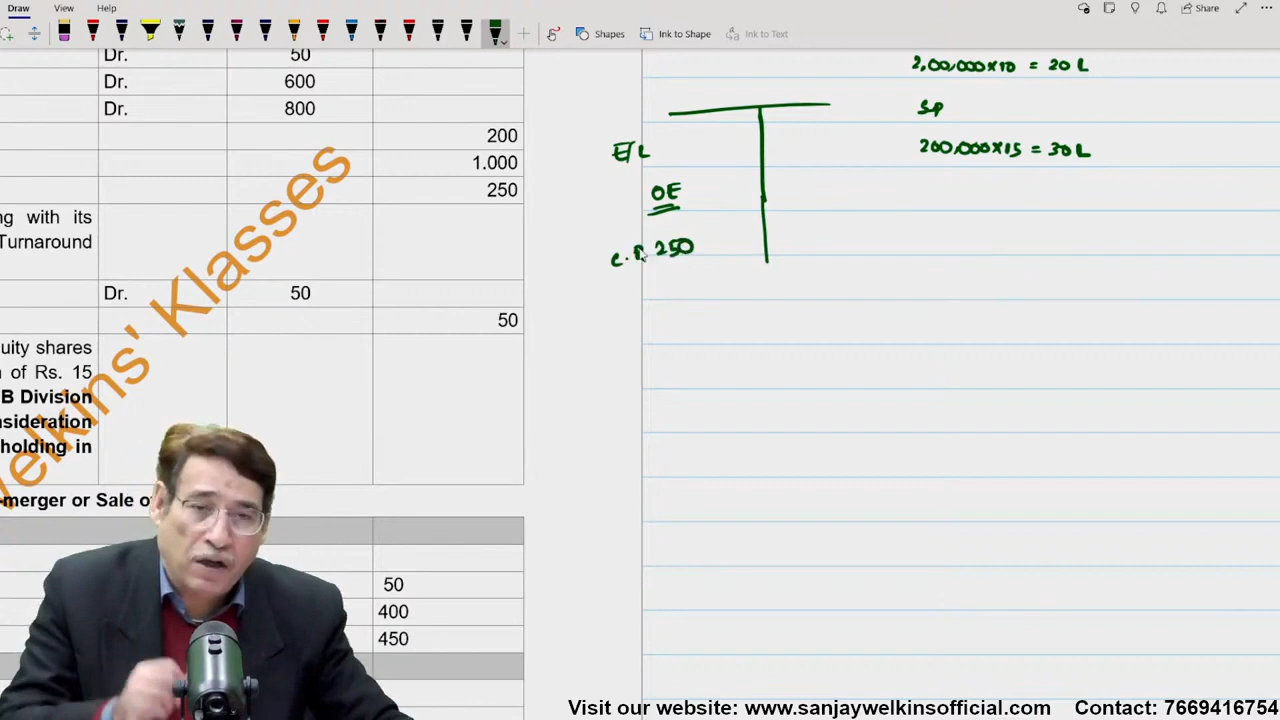 Draw View Help
Share
Shapes Ink to Shape Ink to Text
Dr. 50
Dr. 600
Dr. 800
200
1.000
250
ng with its
Turnaround
Dr. 50
50
uity shares
n of Rs. 15
B Division
nsideration
holding in
elkins' Klasses
-merger or Sale o
50
400
450
2,00,000×10 = 20 L
SP
200,000×15 = 30 L
E/L
OE
C.R 250
Visit our website: www.sanjaywelkinsofficial.com Contact: 7669416754